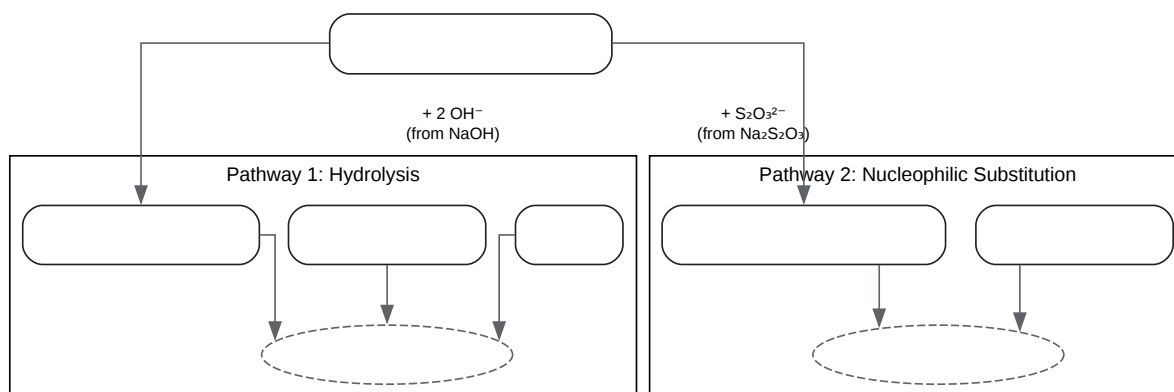 + 2 OH⁻
(from NaOH)
+ S₂O₃²⁻
(from Na₂S₂O₃)
Pathway 1: Hydrolysis
Pathway 2: Nucleophilic Substitution